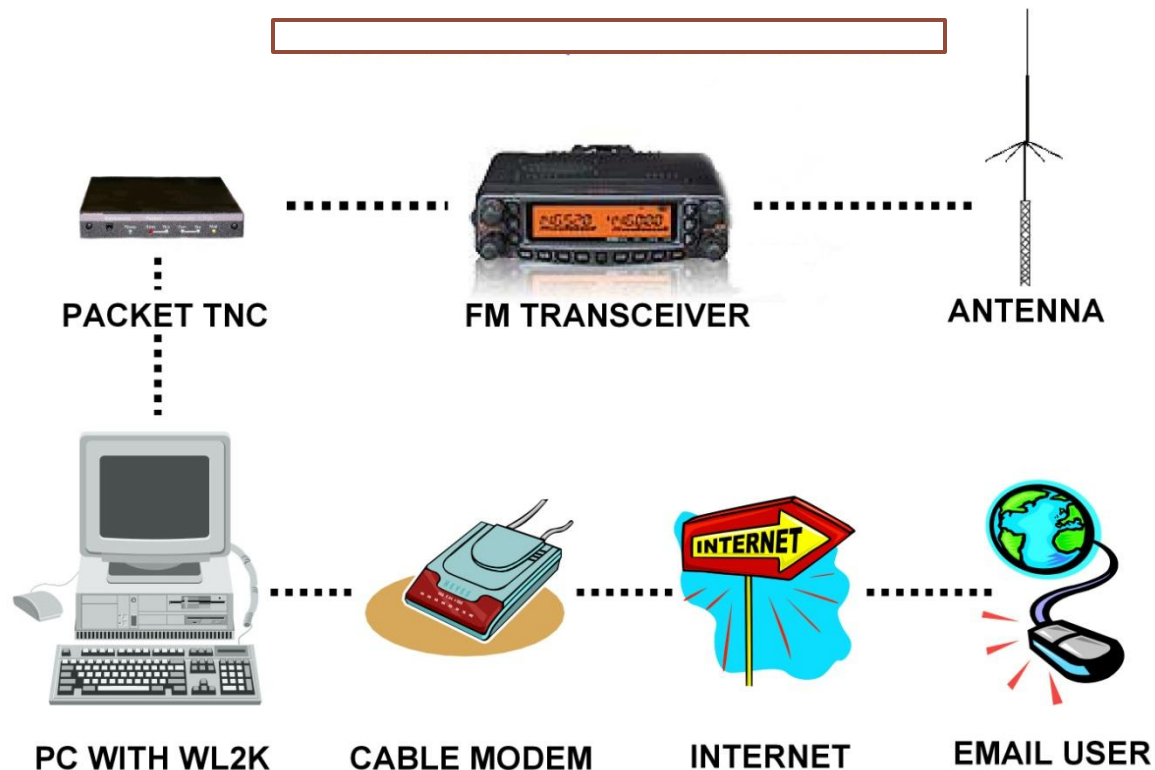 PACKET TNC
FM TRANSCEIVER
ANTENNA
INTERNET
PC WITH WL2K
CABLE MODEM
INTERNET
EMAIL USER